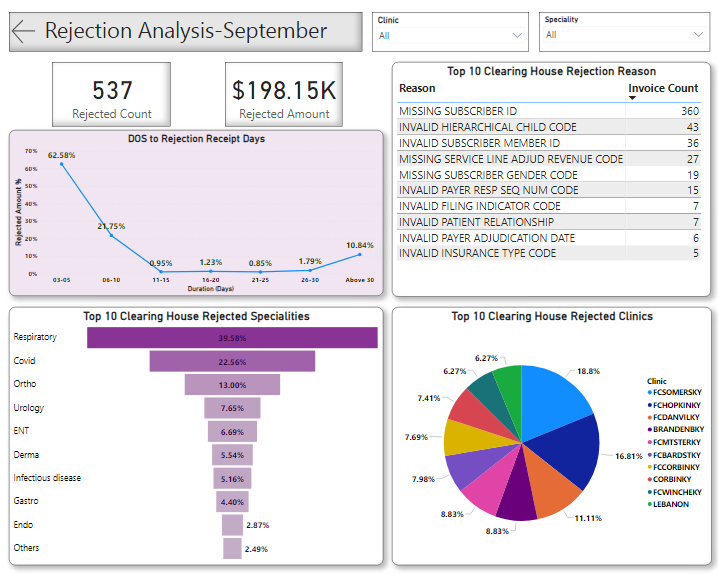 Rejection Analysis-September
Clinic
All
Speciality
All
537
Rejected Count
$198.15K
Rejected Amount
Top 10 Clearing House Rejection Reason
Reason Invoice Count
MISSING SUBSCRIBER ID 360
INVALID HIERARCHICAL CHILD CODE 43
INVALID SUBSCRIBER MEMBER ID 36
MISSING SERVICE LINE ADJUD REVENUE CODE 27
MISSING SUBSCRIBER GENDER CODE 19
INVALID PAYER RESP SEQ NUM CODE 15
INVALID FILING INDICATOR CODE 7
INVALID PATIENT RELATIONSHIP 7
INVALID PAYER ADJUDICATION DATE 6
INVALID INSURANCE TYPE CODE 5
DOS to Rejection Receipt Days
Rejected Amount %
70%
60%
50%
40%
30%
20%
10%
0%
62.58%
21.75%
0.95%
1.23%
0.85%
1.79%
10.84%
03-05 06-10 11-15 16-20 21-25 26-30 Above 30
Duration (Days)
Top 10 Clearing House Rejected Specialities
Respiratory 39.58%
Covid 22.56%
Ortho 13.00%
Urology 7.65%
ENT 6.69%
Derma 5.54%
Infectious disease 5.16%
Gastro 4.40%
Endo 2.87%
Others 2.49%
Top 10 Clearing House Rejected Clinics
18.8%
16.81%
11.11%
8.83%
8.83%
7.98%
7.69%
7.41%
6.27%
6.27%
Clinic
FCSOMERSKY
FCHOPKINKY
FCDANVILKY
BRANDENBKY
FCMTSTERKY
FCBARDSTKY
FCCORBINKY
CORBINKY
FCWINCHEKY
LEBANON